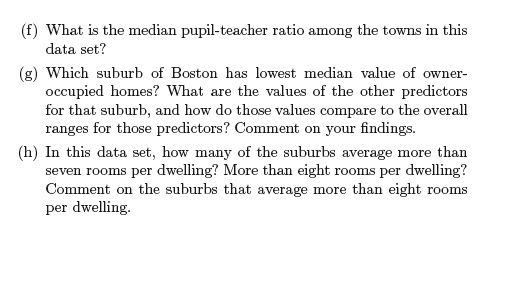 (f) What is the median pupil-teacher ratio among the towns in this
data set?
(g) Which suburb of Boston has lowest median value of owner-
occupied homes? What are the values of the other predictors
for that suburb, and how do those values compare to the overall
ranges for those predictors? Comment on your findings.
(h) In this data set, how many of the suburbs average more than
seven rooms per dwelling? More than eight rooms per dwelling?
Comment on the suburbs that average more than eight rooms
per dwelling.